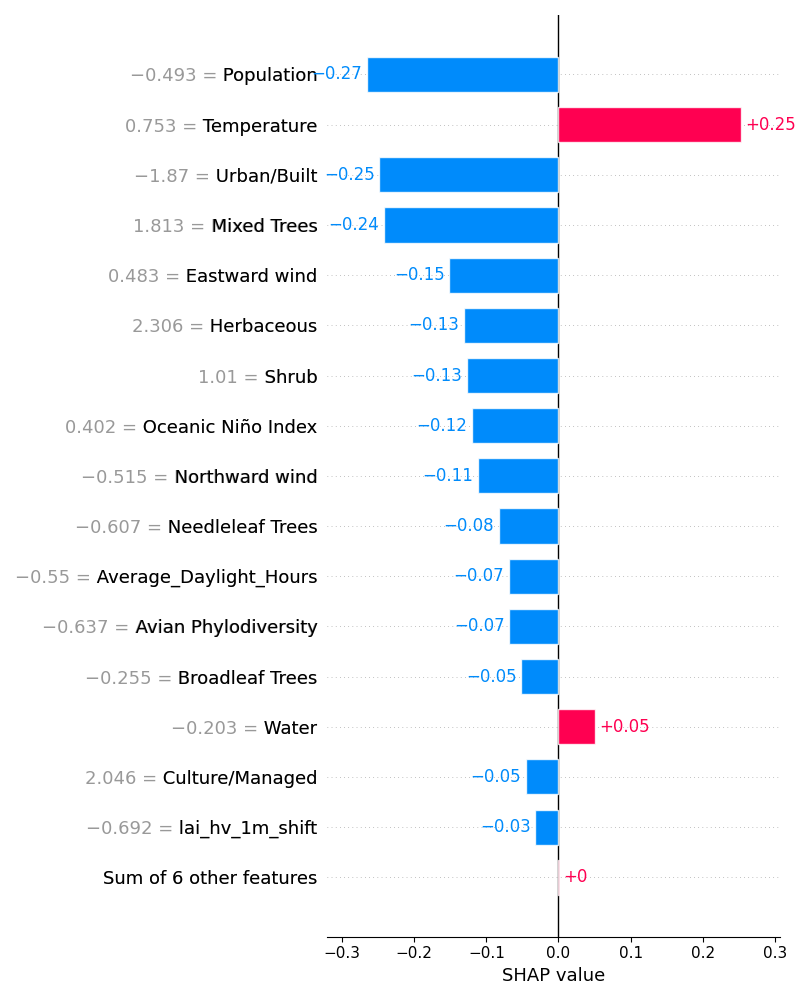 −0.493 = Population −0.27
0.753 = Temperature +0.25
−1.87 = Urban/Built −0.25
1.813 = Mixed Trees −0.24
0.483 = Eastward wind −0.15
2.306 = Herbaceous −0.13
1.01 = Shrub −0.13
0.402 = Oceanic Niño Index −0.12
−0.515 = Northward wind −0.11
−0.607 = Needleleaf Trees −0.08
−0.55 = Average_Daylight_Hours −0.07
−0.637 = Avian Phylodiversity −0.07
−0.255 = Broadleaf Trees −0.05
−0.203 = Water +0.05
2.046 = Culture/Managed −0.05
−0.692 = lai_hv_1m_shift −0.03
Sum of 6 other features +0
−0.3 −0.2 −0.1 0.0 0.1 0.2 0.3
SHAP value